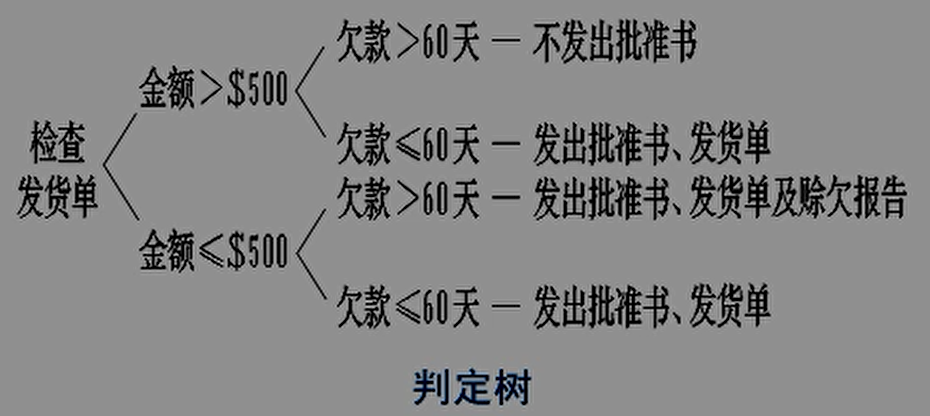 欠款>60天 — 不发出批准书
金额>$500
欠款≤60天 — 发出批准书、发货单
检查
发货单
欠款>60天 — 发出批准书、发货单及赊欠报告
金额≤$500
欠款≤60天 — 发出批准书、发货单
判定树